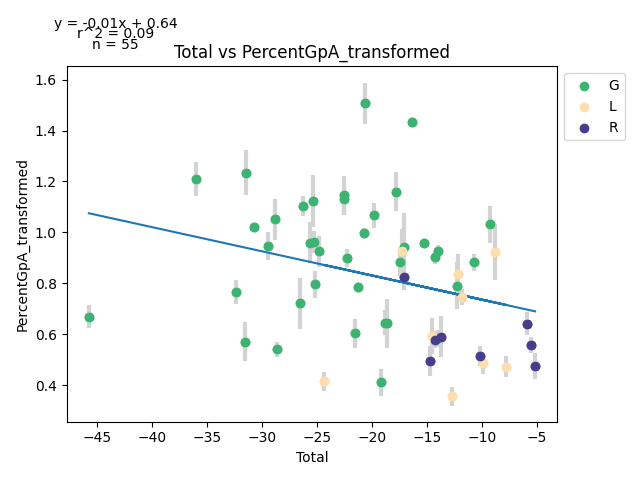 y = -0.01x + 0.64
r^2 = 0.09
n = 55
Total vs PercentGpA_transformed
1.6
1.4
1.2
1.0
0.8
0.6
0.4
PercentGpA_transformed
−45
−40
−35
−30
−25
−20
−15
−10
−5
Total
G
L
R